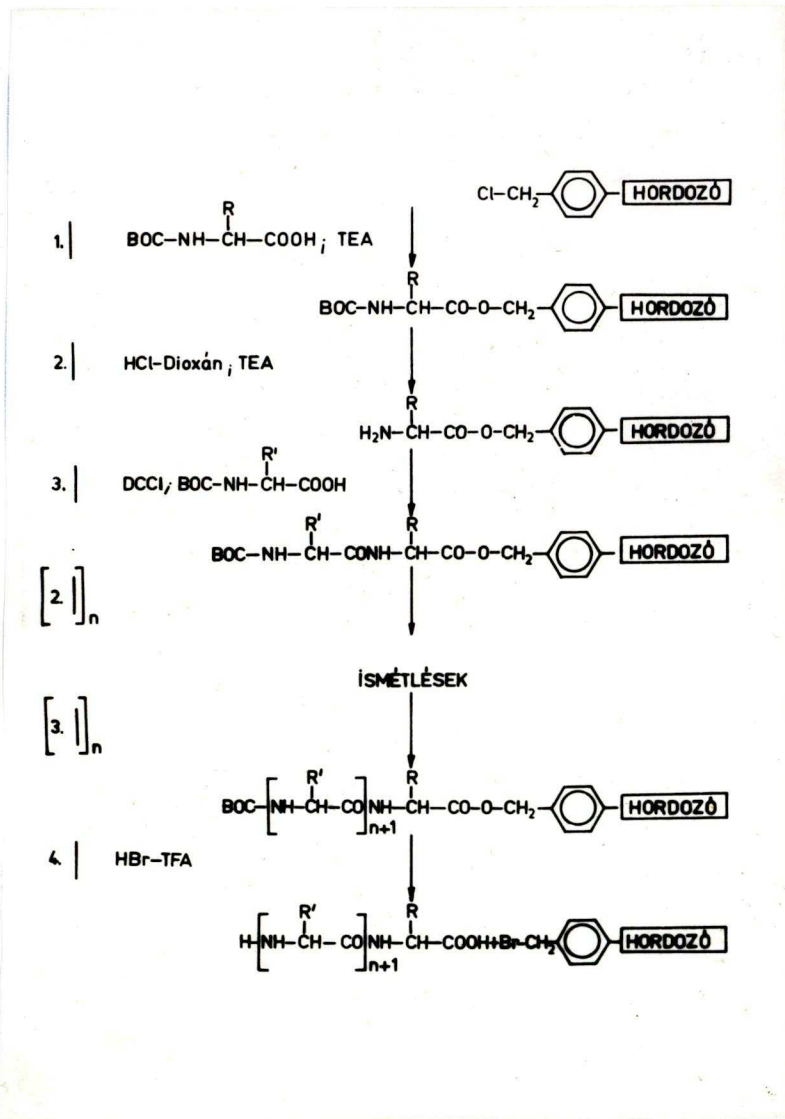 Cl-CH2- HORDOZÓ
R
1. BOC-NH-CH-COOH; TEA
R
BOC-NH-CH-CO-O-CH2- HORDOZÓ
2. HCl-Dioxán; TEA
R
H2N-CH-CO-O-CH2- HORDOZÓ
R'
3. DCCI; BOC-NH-CH-COOH
R' R
BOC-NH-CH-CONH-CH-CO-O-CH2- HORDOZÓ
[2. ]n
İSMÉTLÉSEK
[3. ]n
R' R
BOC-[NH-CH-CO]n+1NH-CH-CO-O-CH2- HORDOZÓ
4. HBr-TFA
R' R
H-[NH-CH-CO]n+1NH-CH-COOH+Br-CH2- HORDOZÓ